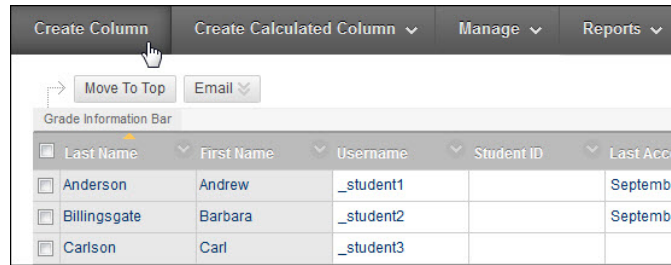 Create Column Create Calculated Column Manage Reports
Move To Top Email
Grade Information Bar
Last Name First Name Username Student ID Last Acc
Anderson Andrew _student1 Septemb
Billingsgate Barbara _student2 Septemb
Carlson Carl _student3